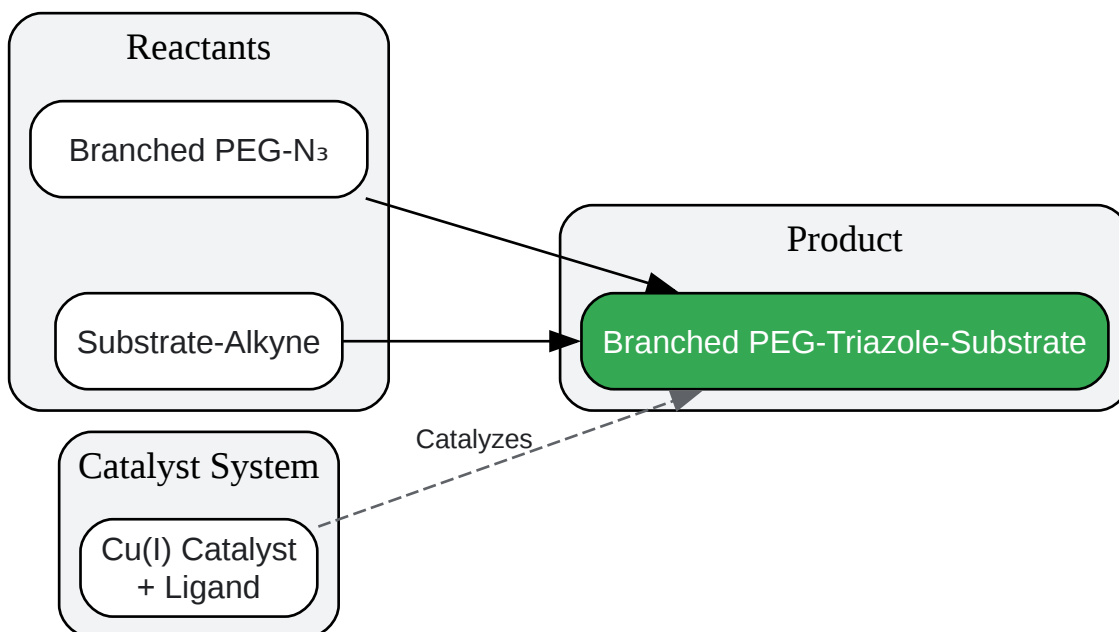 Reactants
Branched PEG-N₃
Substrate-Alkyne
Product
Branched PEG-Triazole-Substrate
Catalyzes
Catalyst System
Cu(I) Catalyst
+ Ligand